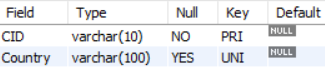 Field Type Null Key Default
CID varchar(10) NO PRI NULL
Country varchar(100) YES UNI NULL